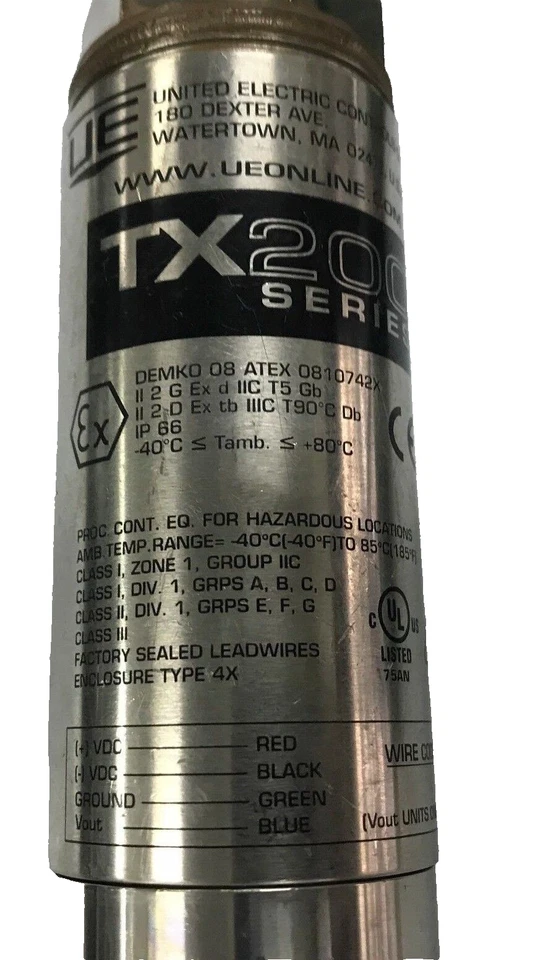 UE
UNITED ELECTRIC
180 DEXTER AVE
WATERTOWN, MA
WWW.UEONLINE.COM
TX200
SERIES
DEMKO 08 ATEX 0810742X
II 2 G Ex d IIC T5 Gb
II 2 D Ex tb IIIC T90°C Db
IP 66
-40°C ≤ Tamb. ≤ +80°C
Ex
CE
PROC. CONT. EQ. FOR HAZARDOUS LOCATIONS
AMB.TEMP.RANGE= -40°C(-40°F)TO 85°C(185°F)
CLASS I, ZONE 1, GROUP IIC
CLASS I, DIV. 1, GRPS A, B, C, D
CLASS II, DIV. 1, GRPS E, F, G
CLASS III
FACTORY SEALED LEADWIRES
ENCLOSURE TYPE 4X
C UL US
LISTED
75AN
(+) VDC RED
(-) VDC BLACK
GROUND GREEN
Vout BLUE
WIRE
(Vout UNITS